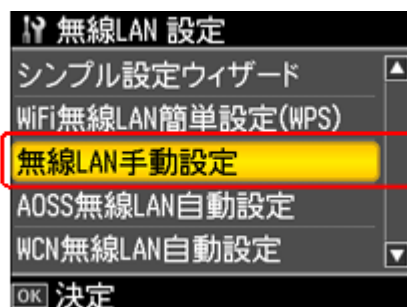 無線LAN 設定
シンプル設定ウィザード
WiFi無線LAN簡単設定(WPS)
無線LAN手動設定
AOSS無線LAN自動設定
WCN無線LAN自動設定
OK 決定